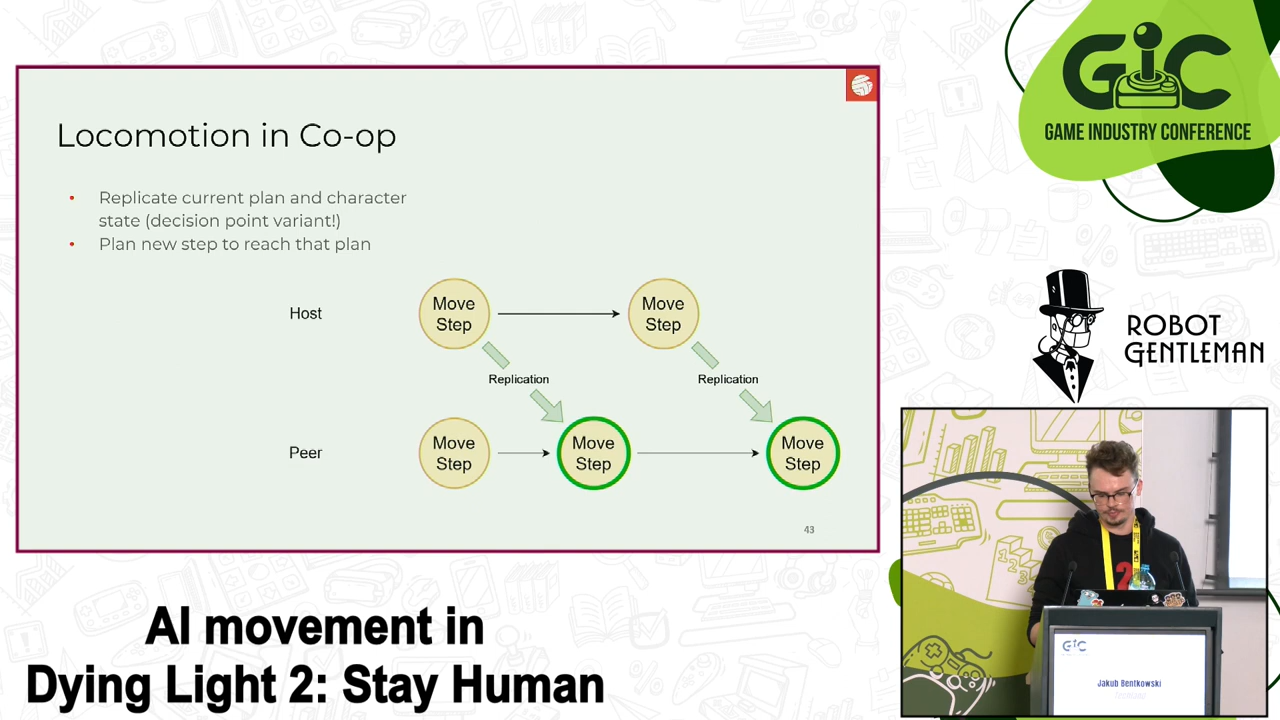 Locomotion in Co-op
• Replicate current plan and character
state (decision point variant!)
• Plan new step to reach that plan
Host
Move
Step
Move
Step
Replication
Replication
Peer
Move
Step
Move
Step
Move
Step
43
GIC
GAME INDUSTRY CONFERENCE
ROBOT
GENTLEMAN
GIC
Jakub Bentkowski
AI movement in
Dying Light 2: Stay Human